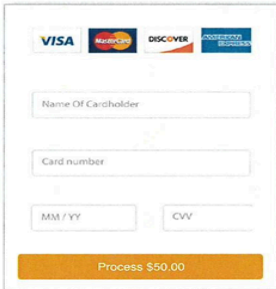 VISA MasterCard DISCOVER AMERICAN EXPRESS
Name Of Cardholder
Card number
MM / YY CVV
Process $50.00